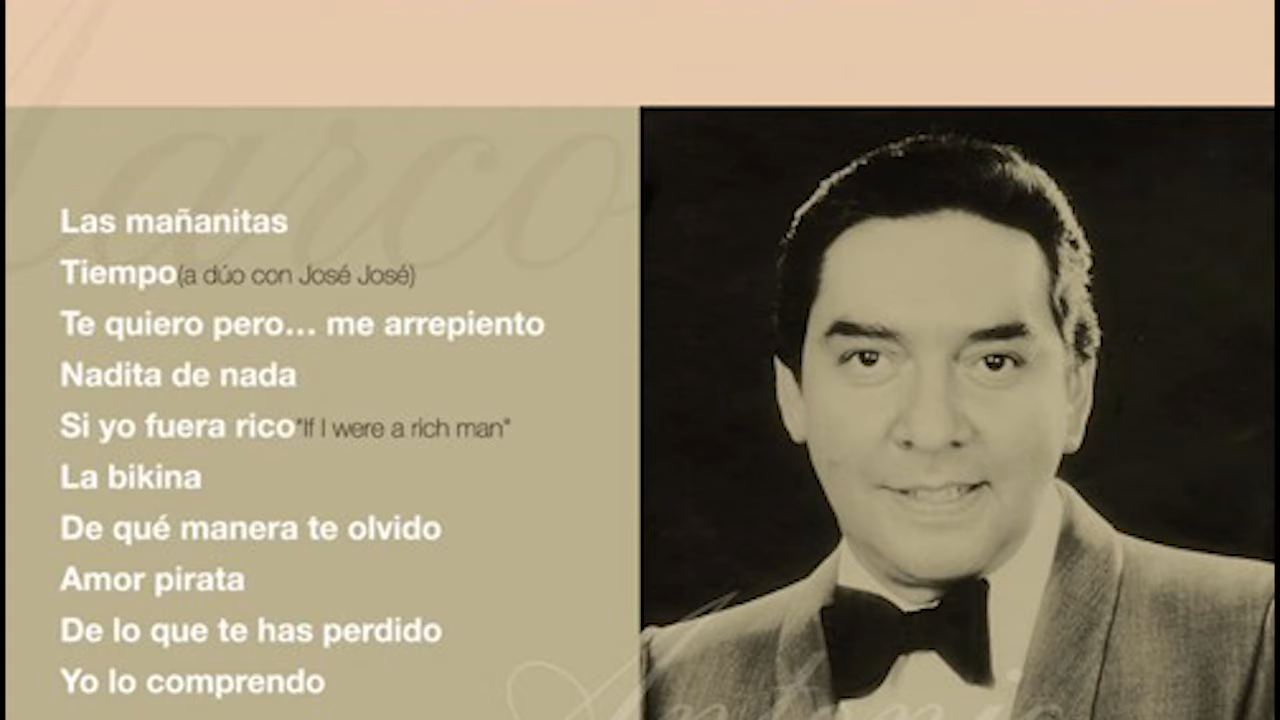 Marco
Las mañanitas
Tiempo(a dúo con José José)
Te quiero pero... me arrepiento
Nadita de nada
Si yo fuera rico"If I were a rich man"
La bikina
De qué manera te olvido
Amor pirata
De lo que te has perdido
Yo lo comprendo
Antonio